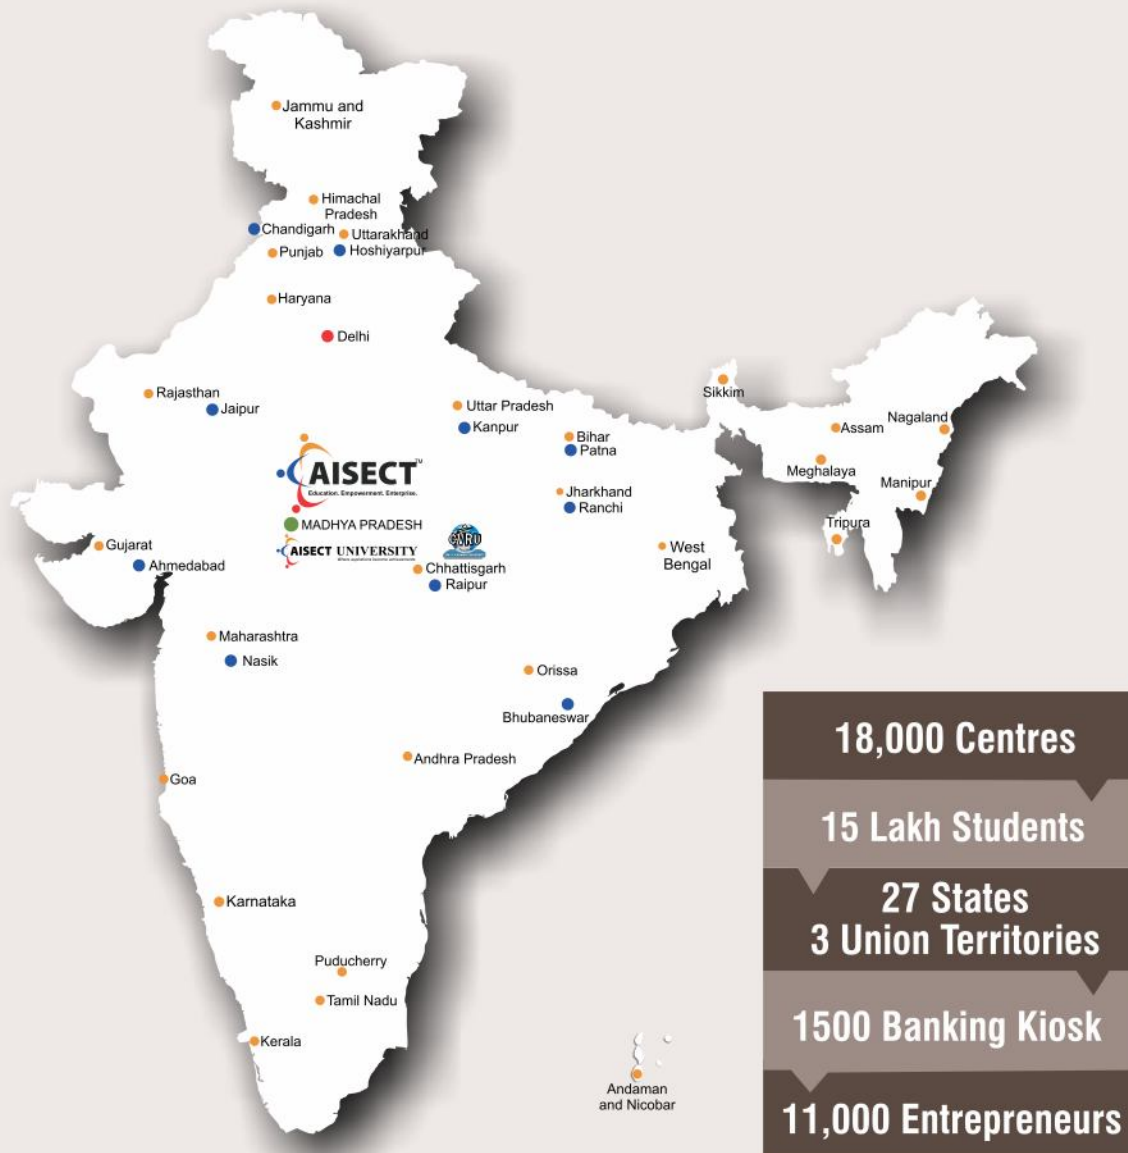 Jammu and
Kashmir
Himachal
Pradesh
Chandigarh
Uttarakhand
Punjab
Hoshiyarpur
Haryana
Delhi
Rajasthan
Jaipur
Uttar Pradesh
Kanpur
Bihar
Patna
Sikkim
Assam
Nagaland
Meghalaya
Manipur
Tripura
AISECT™
Education. Empowerment. Enterprise.
MADHYA PRADESH
AISECT UNIVERSITY
CVRU
Jharkhand
Ranchi
West
Bengal
Gujarat
Ahmedabad
Chhattisgarh
Raipur
Maharashtra
Nasik
Orissa
Bhubaneswar
Andhra Pradesh
Goa
Karnataka
Puducherry
Tamil Nadu
Kerala
Andaman
and Nicobar
18,000 Centres
15 Lakh Students
27 States
3 Union Territories
1500 Banking Kiosk
11,000 Entrepreneurs